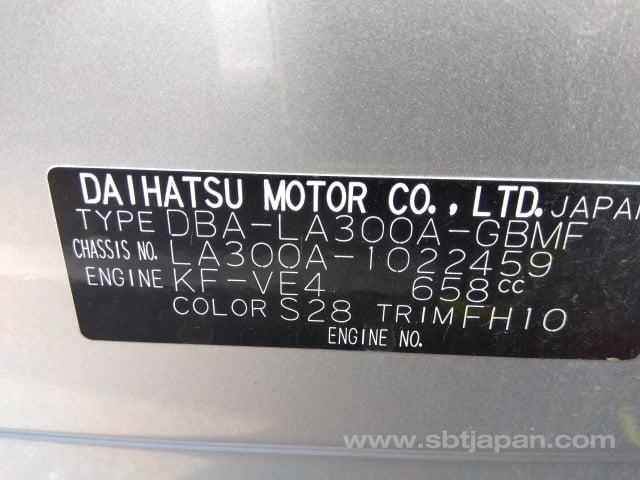 DAIHATSU MOTOR CO., LTD. JAPAN
TYPE DBA-LA300A-GBMF
CHASSIS NO. LA300A-1022459
ENGINE KF-VE4 658cc
COLOR S28 TRIM FH10
ENGINE NO.
www.sbtjapan.com